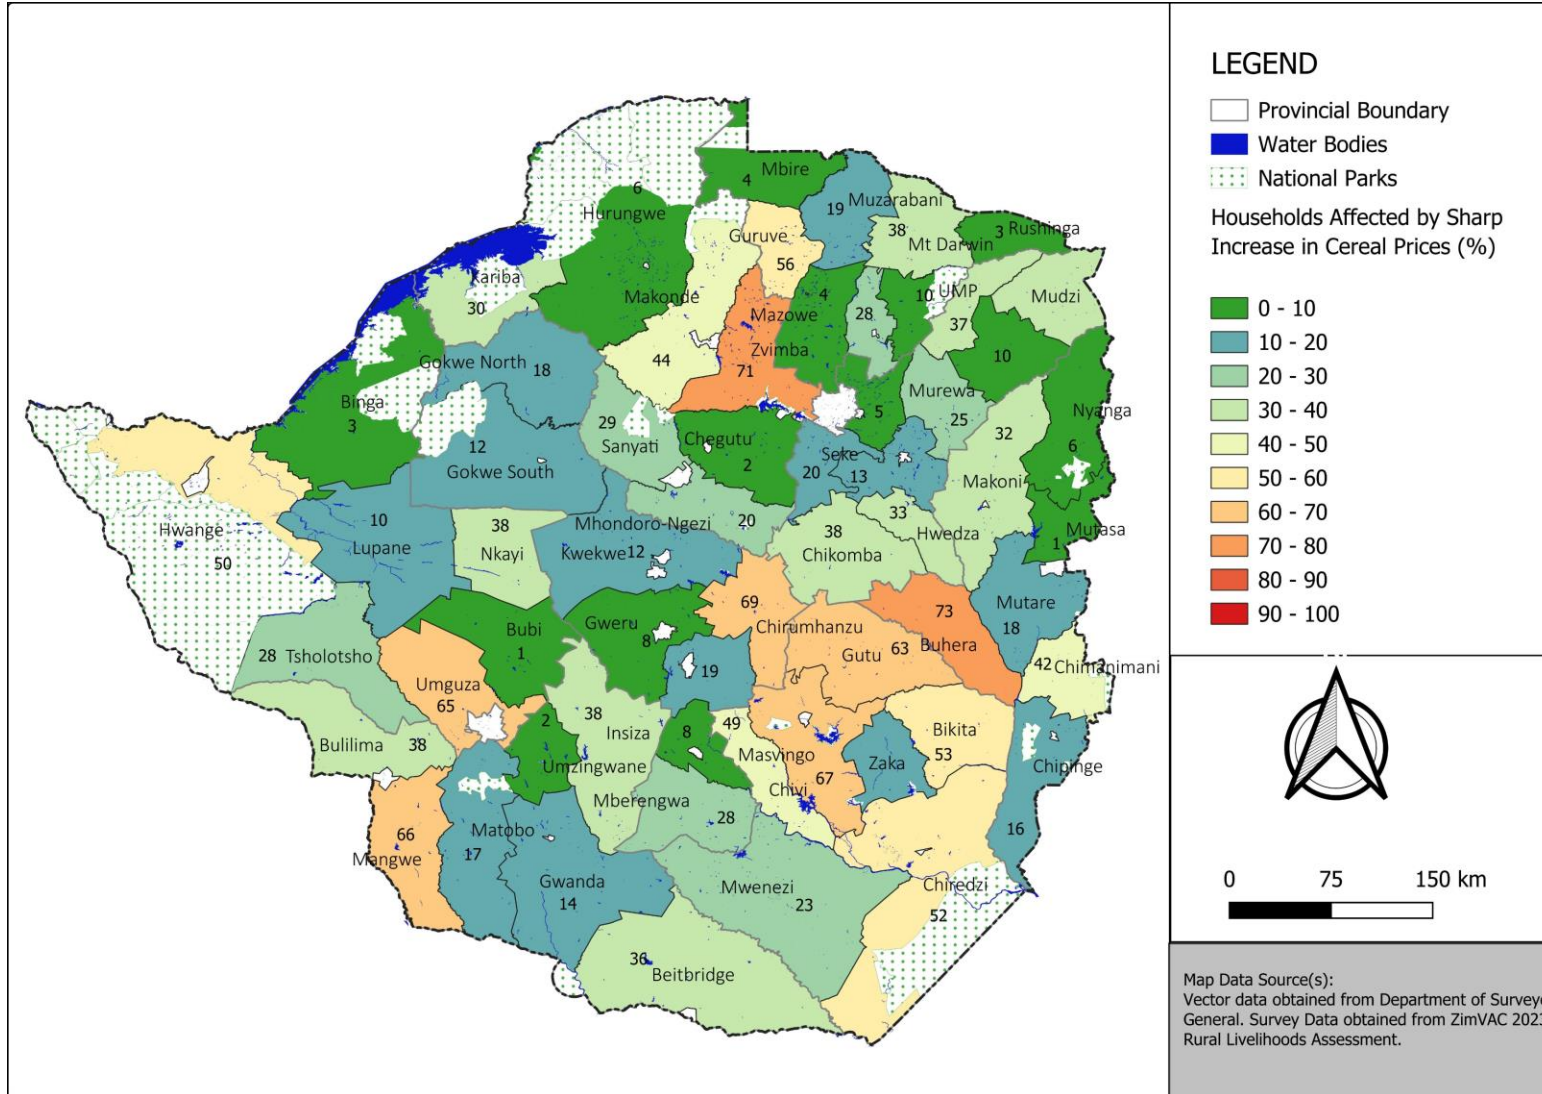 LEGEND
Provincial Boundary
Water Bodies
National Parks
Households Affected by Sharp
Increase in Cereal Prices (%)
0 - 10
10 - 20
20 - 30
30 - 40
40 - 50
50 - 60
60 - 70
70 - 80
80 - 90
90 - 100
0 75 150 km
Map Data Source(s):
Vector data obtained from Department of Surveyo
General. Survey Data obtained from ZimVAC 2023
Rural Livelihoods Assessment.
Mbire
4
6
Hurungwe
19
Muzarabani
38
Mt Darwin
3
Rushinga
Guruve
56
Kariba
30
Makonde
4
Mazowe
28
10
UMP
37
Mudzi
Gokwe North
18
44
Zvimba
71
10
Binga
3
29
Sanyati
Chegutu
2
5
Murewa
25
Nyanga
6
12
Gokwe South
Seke
20
13
32
Makoni
Hwange
50
10
Lupane
38
Nkayi
Mhondoro-Ngezi
20
Kwekwe
12
38
Chikomba
33
Hwedza
1
Mutasa
69
Chirumhanzu
73
Buhera
Mutare
18
Bubi
1
Gweru
8
Gutu
63
28
Tsholotsho
Umguza
65
19
42
Chimanimani
Bulilima
38
2
Umzingwane
38
Insiza
8
49
Masvingo
67
Zaka
Bikita
53
Chipinge
16
Mberengwa
28
Chivi
66
Mangwe
Matobo
17
Gwanda
14
Mwenezi
23
Chiredzi
52
36
Beitbridge